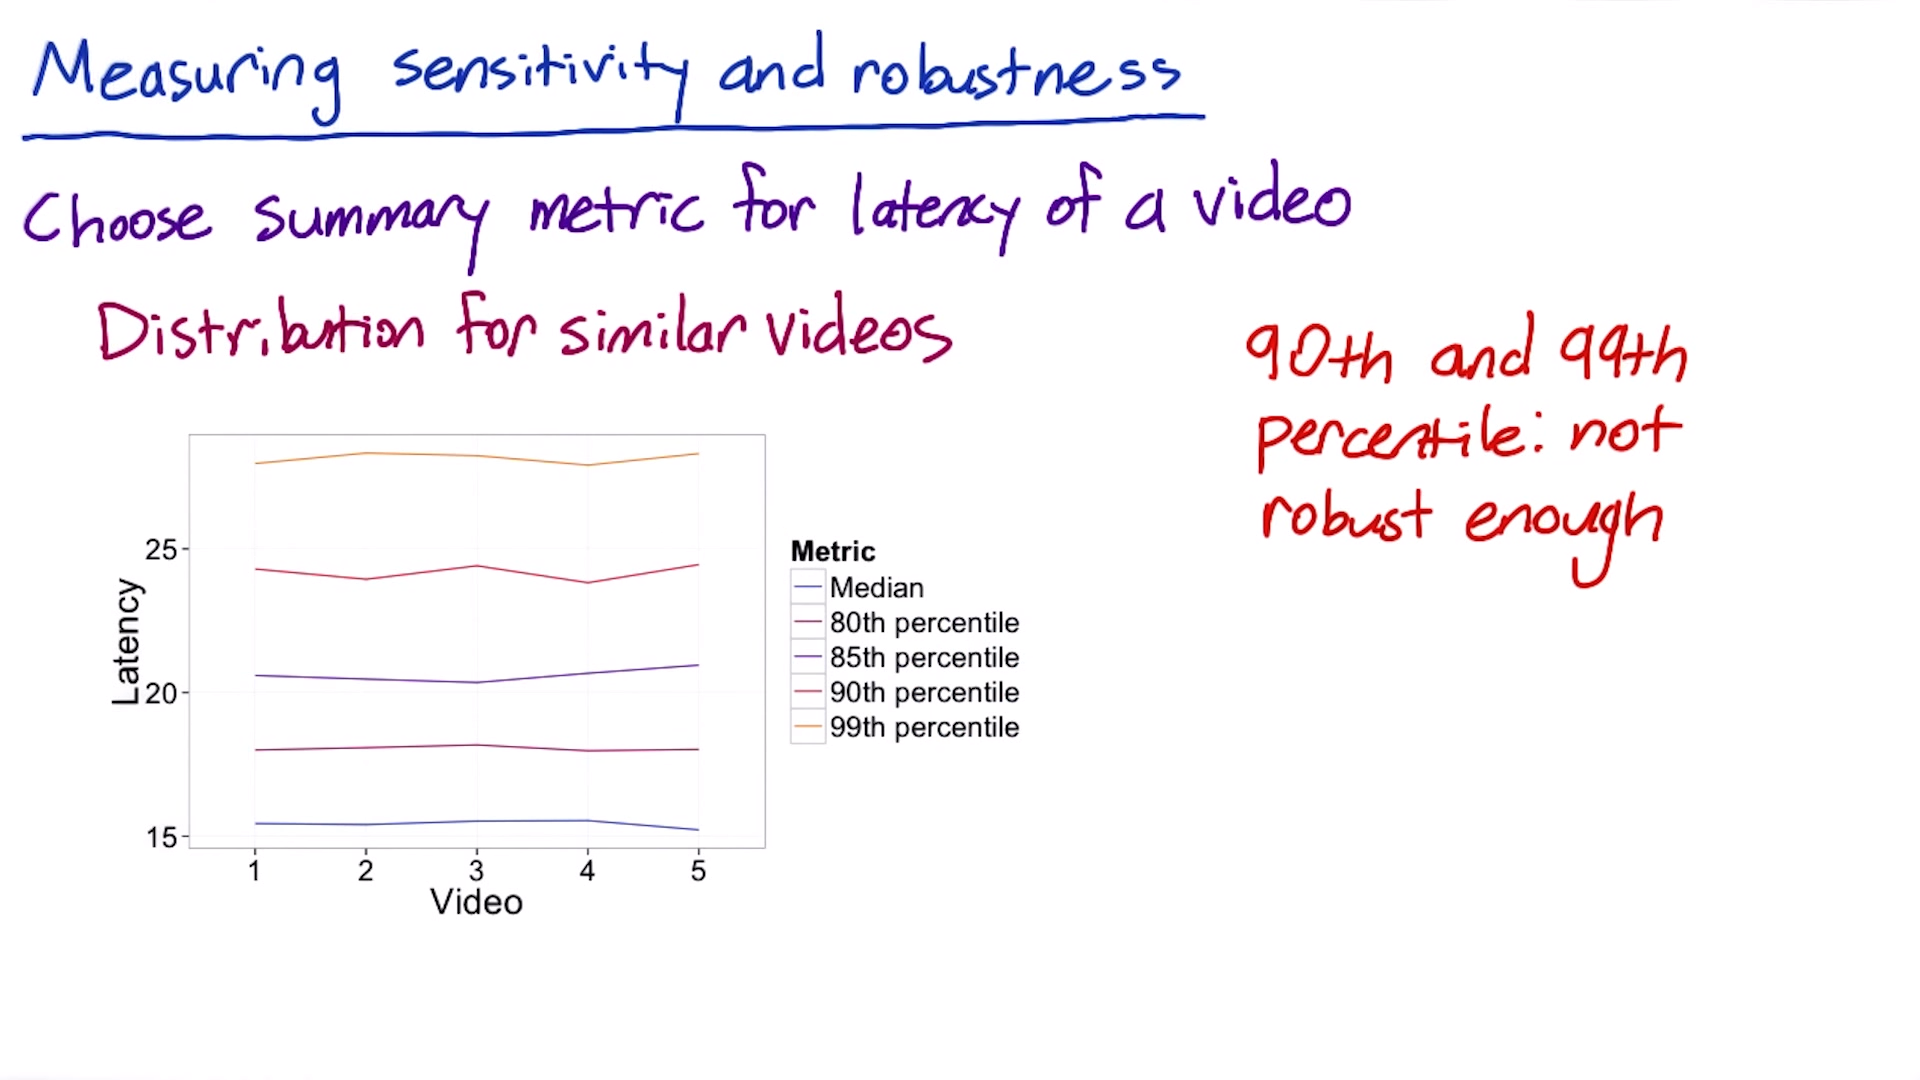 Measuring sensitivity and robustness
Choose summary metric for latency of a video
Distribution for similar videos
90th and 99th
percentile: not
robust enough
25
20
15
Latency
1 2 3 4 5
Video
Metric
Median
80th percentile
85th percentile
90th percentile
99th percentile